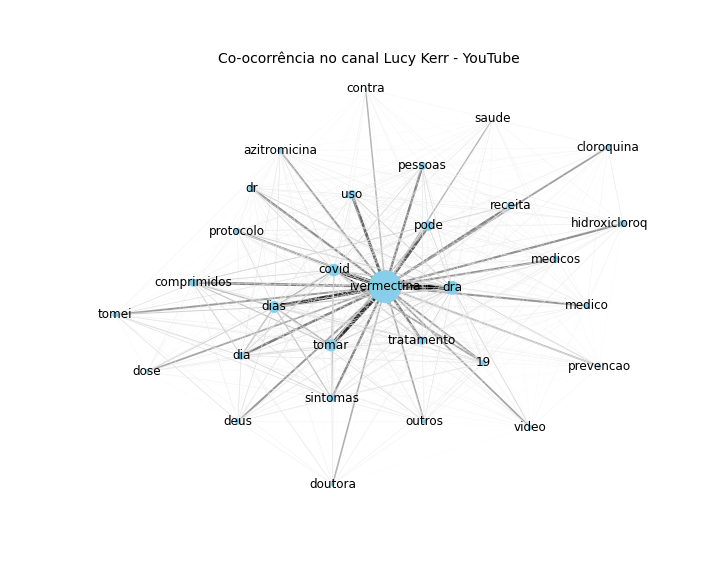 Co-ocorrência no canal Lucy Kerr - YouTube
contra
saude
cloroquina
azitromicina
pessoas
dr
uso
receita
hidroxicloroq
pode
protocolo
medicos
covid
comprimidos
ivermectina
dra
dias
medico
tomei
tratamento
tomar
dia
19
prevencao
dose
sintomas
deus
outros
video
doutora